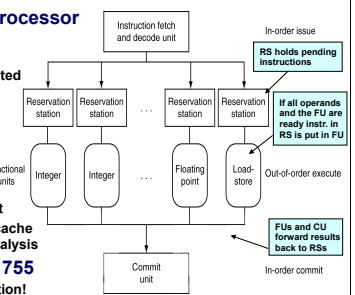 rocessor
Instruction fetch
and decode unit
In-order issue
RS holds pending
instructions
ted
Reservation
station
Reservation
station
. . .
Reservation
station
Reservation
station
If all operands
and the FU are
ready instr. in
RS is put in FU
ctional
units
Integer
Integer
. . .
Floating
point
Load-
store
Out-of-order execute
t
cache
alysis
FUs and CU
forward results
back to RSs
755
Commit
unit
In-order commit
tion!